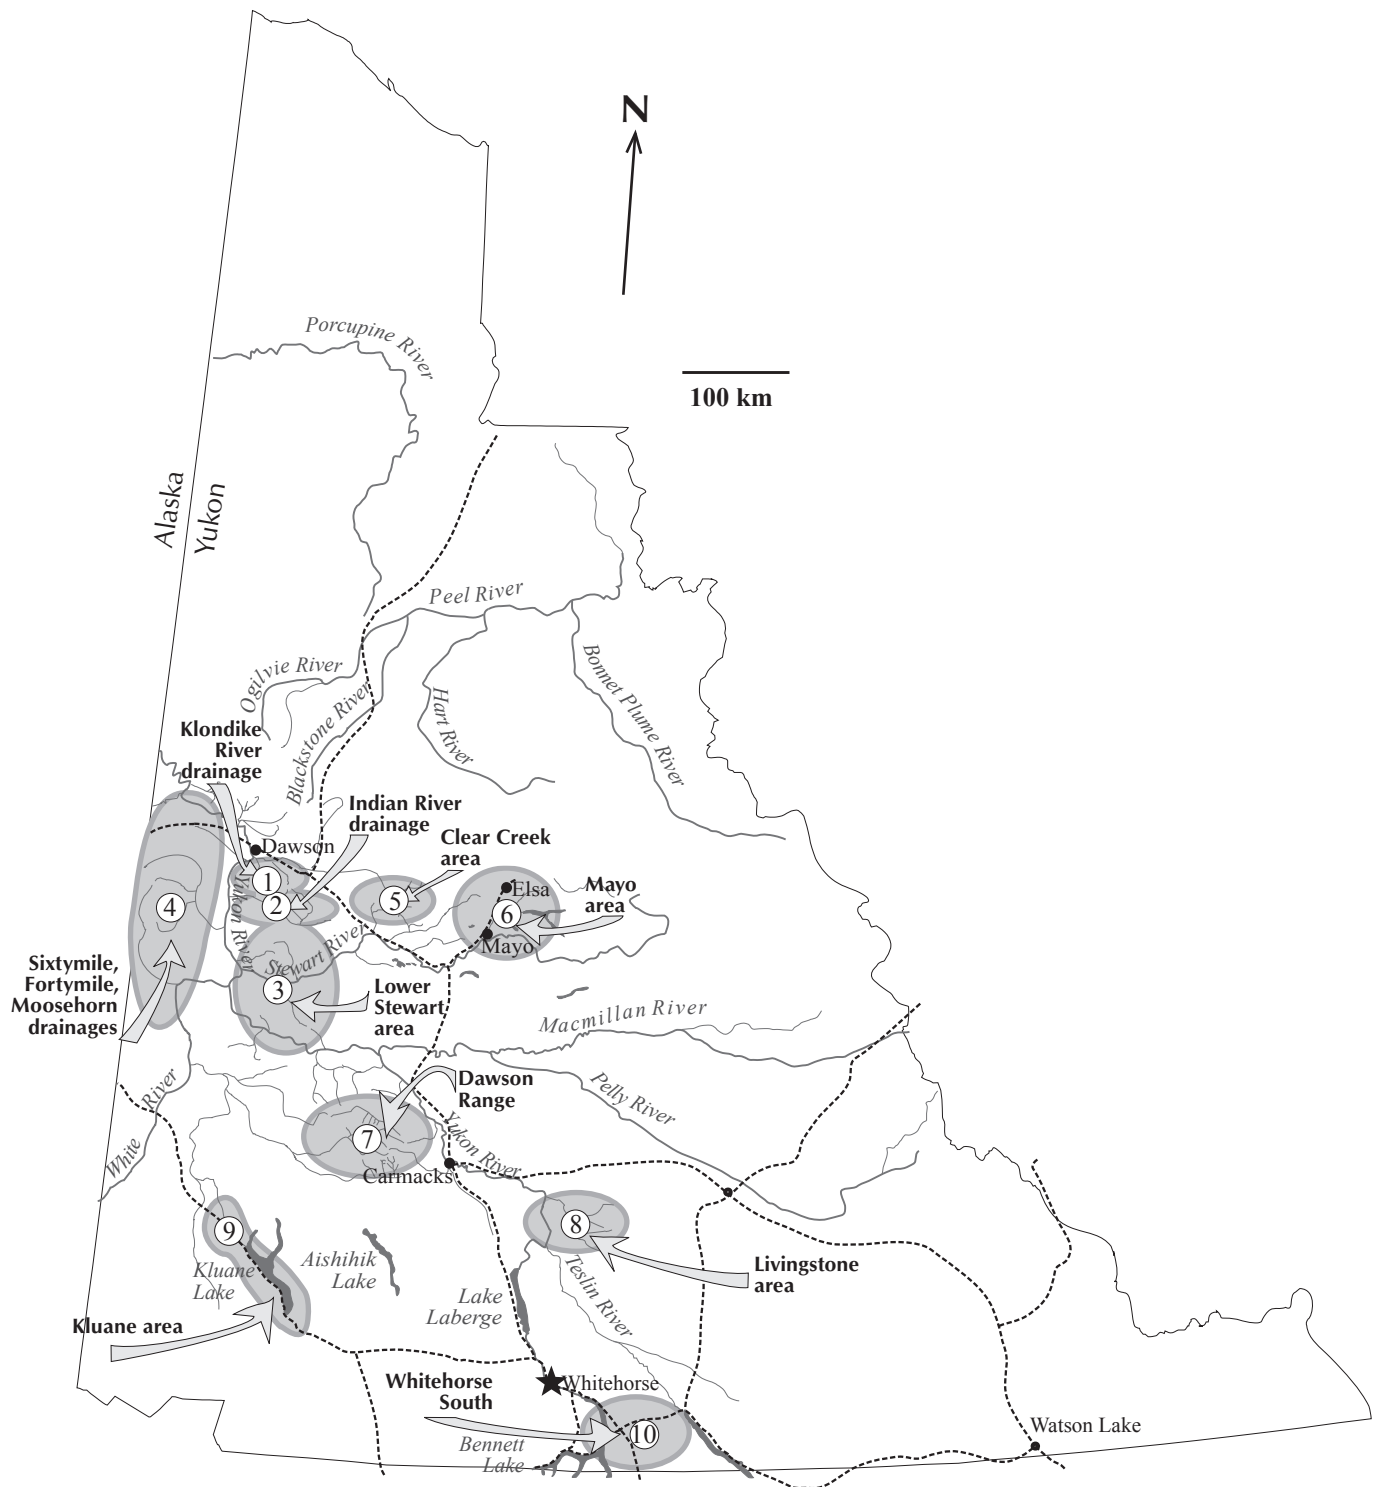 N
100 km
Porcupine River
Alaska
Yukon
Peel River
Ogilvie River
Blackstone River
Hart River
Bonnet Plume River
Klondike
River
drainage
Indian River
drainage
Clear Creek
area
Dawson
Elsa
Mayo
area
1
2
3
4
5
6
Mayo
Yukon River
Stewart River
Sixtymile,
Fortymile,
Moosehorn
drainages
Lower
Stewart
area
Macmillan River
Pelly River
White River
Dawson
Range
7
Yukon River
Carmacks
8
9
Kluane
Lake
Aishihik
Lake
Lake
Laberge
Teslin River
Livingstone
area
Kluane area
Whitehorse
South
Whitehorse
10
Bennett
Lake
Watson Lake